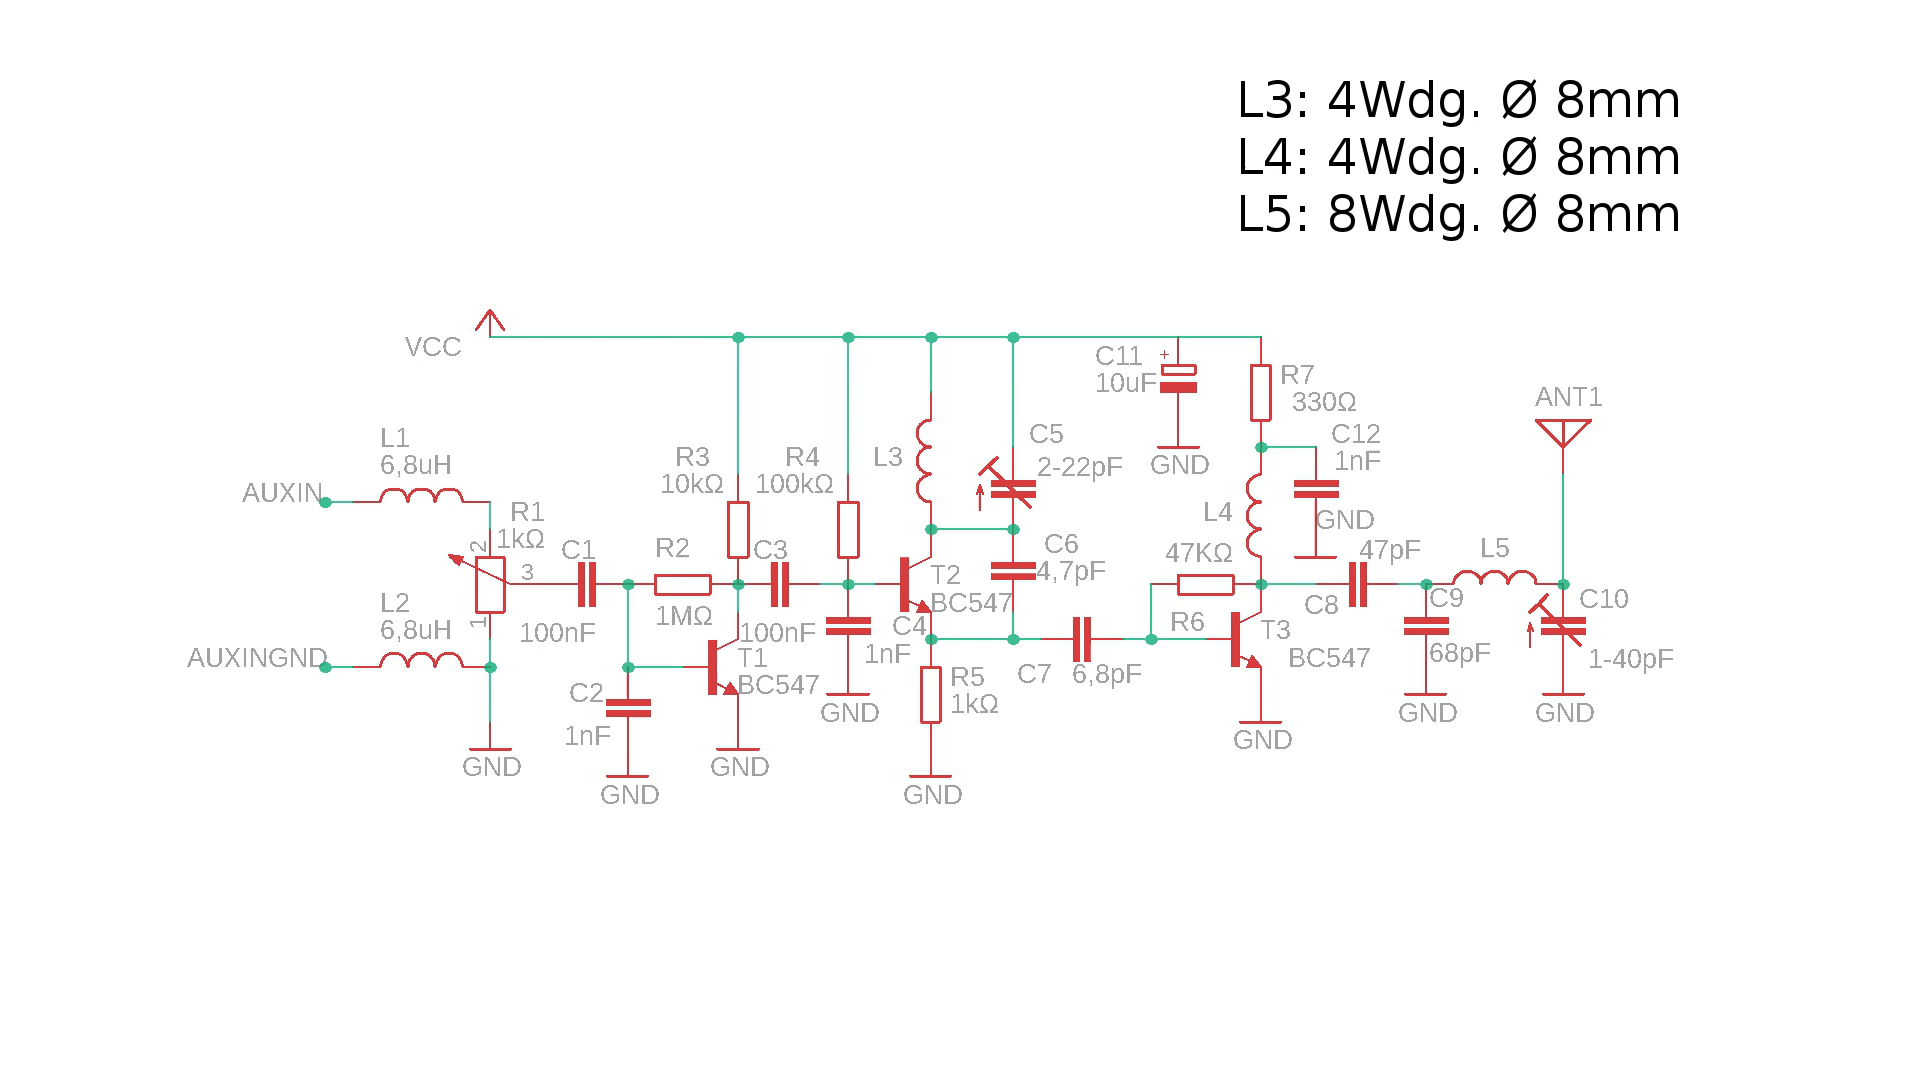 L3: 4Wdg. Ø 8mm
L4: 4Wdg. Ø 8mm
L5: 8Wdg. Ø 8mm
VCC
AUXIN
L1
6,8uH
R1
1kΩ
2
3
1
AUXINGND
L2
6,8uH
GND
C1
100nF
C2
1nF
GND
R2
1MΩ
R3
10kΩ
T1
BC547
GND
C3
100nF
R4
100kΩ
C4
1nF
GND
L3
T2
BC547
R5
1kΩ
GND
C5
2-22pF
C6
4,7pF
C7
6,8pF
C11
+
10uF
GND
R7
330Ω
C12
1nF
GND
L4
47KΩ
R6
T3
BC547
GND
47pF
C8
C9
68pF
GND
L5
ANT1
C10
1-40pF
GND